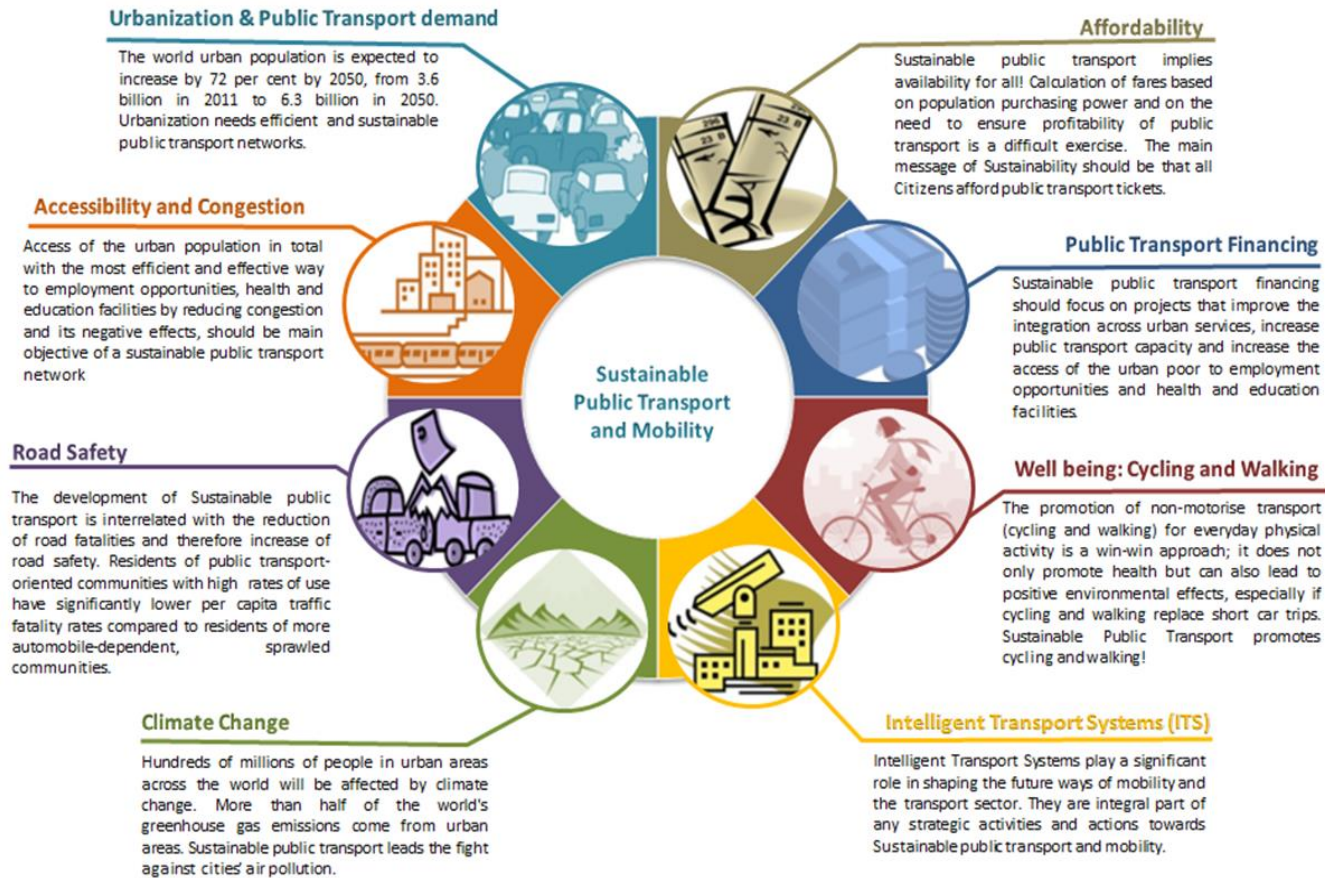 Urbanization & Public Transport demand
The world urban population is expected to
increase by 72 per cent by 2050, from 3.6
billion in 2011 to 6.3 billion in 2050.
Urbanization needs efficient and sustainable
public transport networks.
Affordability
Sustainable public transport implies
availability for all! Calculation of fares based
on population purchasing power and on the
need to ensure profitability of public
transport is a difficult exercise. The main
message of Sustainability should be that all
Citizens afford public transport tickets.
Accessibility and Congestion
Access of the urban population in total
with the most efficient and effective way
to employment opportunities, health and
education facilities by reducing congestion
and its negative effects, should be main
objective of a sustainable public transport
network
Public Transport Financing
Sustainable public transport financing
should focus on projects that improve the
integration across urban services, increase
public transport capacity and increase the
access of the urban poor to employment
opportunities and health and education
facilities.
Sustainable
Public Transport
and Mobility
Road Safety
The development of Sustainable public
transport is interrelated with the reduction
of road fatalities and therefore increase of
road safety. Residents of public transport-
oriented communities with high rates of use
have significantly lower per capita traffic
fatality rates compared to residents of more
automobile-dependent, sprawled
communities.
Well being: Cycling and Walking
The promotion of non-motorise transport
(cycling and walking) for everyday physical
activity is a win-win approach; it does not
only promote health but can also lead to
positive environmental effects, especially if
cycling and walking replace short car trips.
Sustainable Public Transport promotes
cycling and walking!
Climate Change
Hundreds of millions of people in urban areas
across the world will be affected by climate
change. More than half of the world's
greenhouse gas emissions come from urban
areas. Sustainable public transport leads the fight
against cities' air pollution.
Intelligent Transport Systems (ITS)
Intelligent Transport Systems play a significant
role in shaping the future ways of mobility and
the transport sector. They are integral part of
any strategic activities and actions towards
Sustainable public transport and mobility.